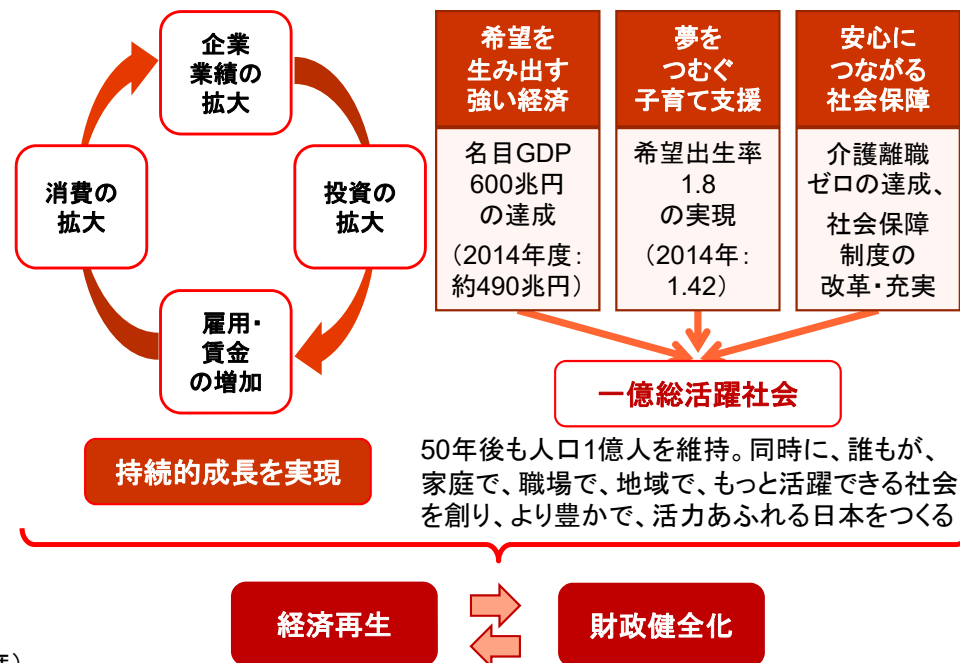 企業
業績の
拡大
消費の
拡大
投資の
拡大
雇用・
賃金
の増加
持続的成長を実現
希望を
生み出す
強い経済
名目GDP
600兆円
の達成
（2014年度：
約490兆円）
夢を
つむぐ
子育て支援
希望出生率
1.8
の実現
（2014年：
1.42）
安心に
つながる
社会保障
介護離職
ゼロの達成、
社会保障
制度の
改革・充実
一億総活躍社会
50年後も人口1億人を維持。同時に、誰もが、
家庭で、職場で、地域で、もっと活躍できる社会
を創り、より豊かで、活力あふれる日本をつくる
経済再生
財政健全化